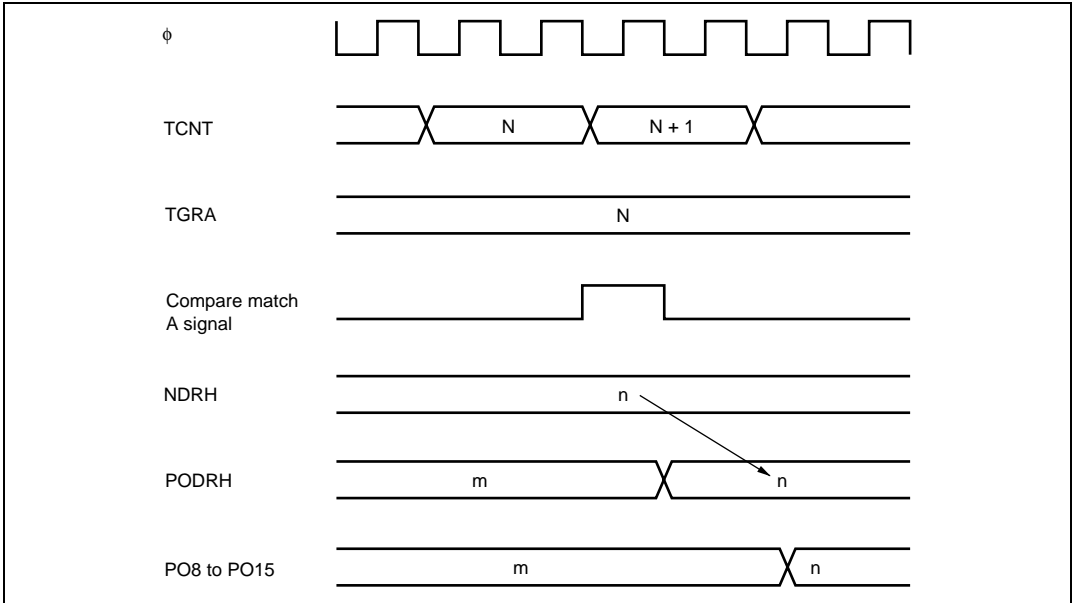 ϕ
TCNT
N
N + 1
TGRA
N
Compare match
A signal
NDRH
n
PODRH
m
n
PO8 to PO15
m
n